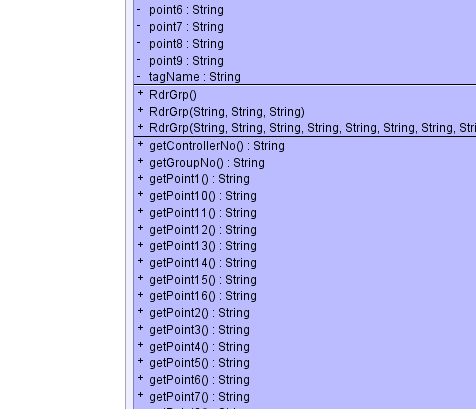 - point6 : String
- point7 : String
- point8 : String
- point9 : String
- tagName : String
+ RdrGrp()
+ RdrGrp(String, String, String)
+ RdrGrp(String, String, String, String, String, String, String,
+ getControllerNo() : String
+ getGroupNo() : String
+ getPoint1() : String
+ getPoint10() : String
+ getPoint11() : String
+ getPoint12() : String
+ getPoint13() : String
+ getPoint14() : String
+ getPoint15() : String
+ getPoint16() : String
+ getPoint2() : String
+ getPoint3() : String
+ getPoint4() : String
+ getPoint5() : String
+ getPoint6() : String
+ getPoint7() : String